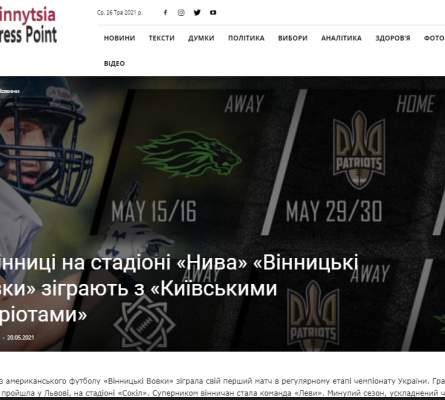 innytsia
ress Point
Ср. 26 Тра 2021 р.
НОВИНИ ТЕКСТИ ДУМКИ ПОЛІТИКА ВИБОРИ АНАЛІТИКА ЗДОРОВ'Я ФОТО
ВІДЕО
Новини
AWAY
HOME
PATRIOTS
MAY 15/16
MAY 29/30
AWAY
інниці на стадіоні «Нива» «Вінницькі
вки» зіграють з «Київськими
ріотами»
- 20.05.2021
з американського футболу «Вінницькі Вовки» зіграла свій перший матч в регулярному етапі чемпіонату України. Гра
пройшла у Львові, на стадіоні «Сокіл». Суперником вінничан стала команда «Леви». Минулий сезон, ускладнений ч